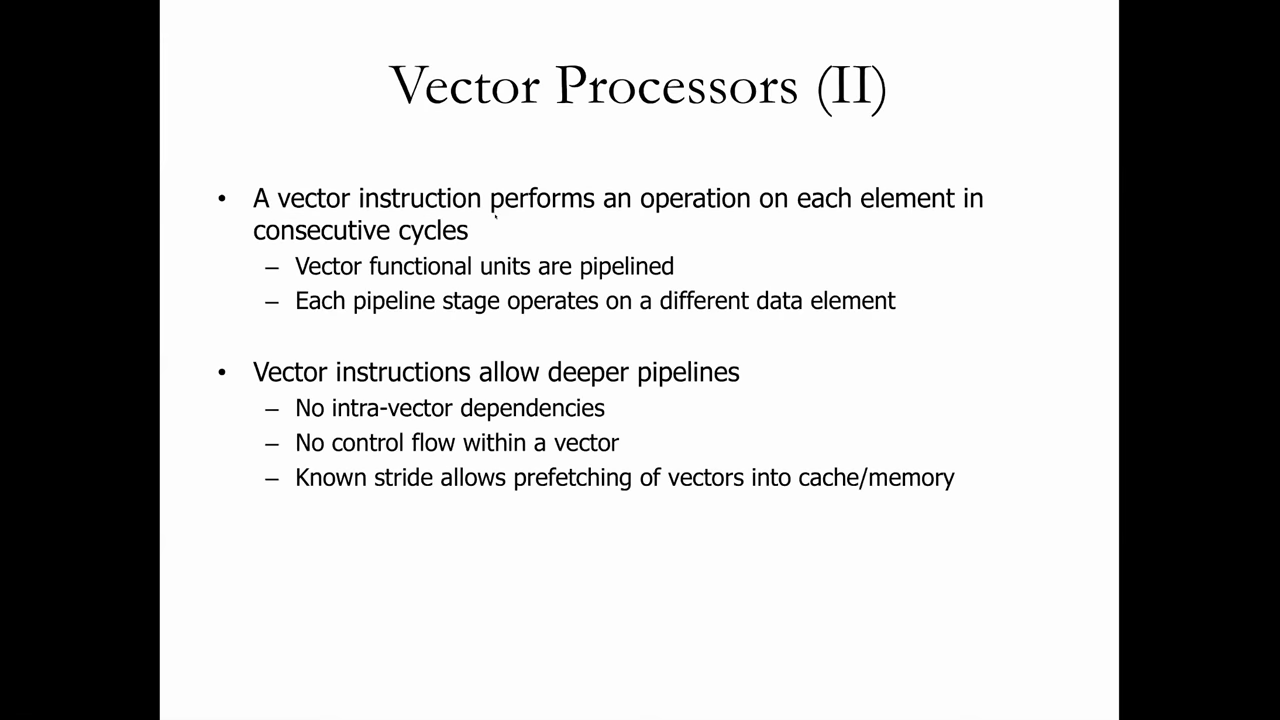 Vector Processors (II)
• A vector instruction performs an operation on each element in
consecutive cycles
– Vector functional units are pipelined
– Each pipeline stage operates on a different data element
• Vector instructions allow deeper pipelines
– No intra-vector dependencies
– No control flow within a vector
– Known stride allows prefetching of vectors into cache/memory